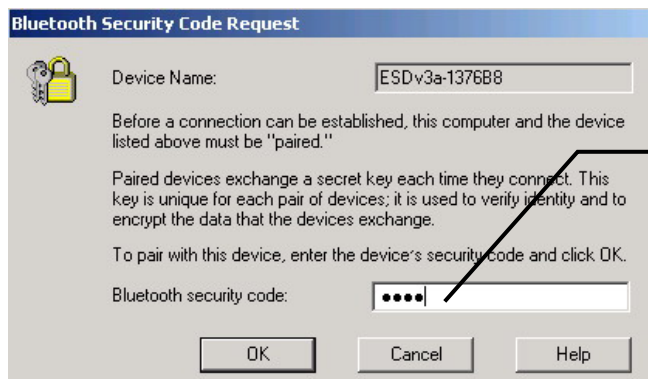 Bluetooth Security Code Request
Device Name: ESDv3a-1376B8
Before a connection can be established, this computer and the device
listed above must be "paired."
Paired devices exchange a secret key each time they connect. This
key is unique for each pair of devices; it is used to verify identity and to
encrypt the data that the devices exchange.
To pair with this device, enter the device's security code and click OK.
Bluetooth security code: ●●●●
OK Cancel Help